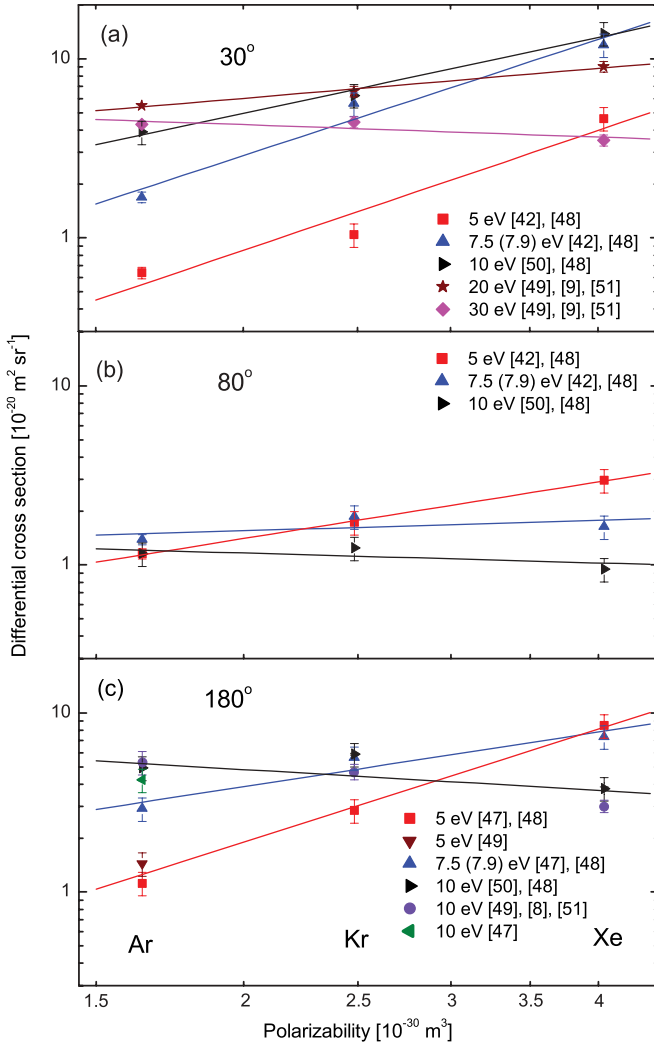 (a)
30°
10
1
5 eV [42], [48]
7.5 (7.9) eV [42], [48]
10 eV [50], [48]
20 eV [49], [9], [51]
30 eV [49], [9], [51]
(b)
80°
5 eV [42], [48]
7.5 (7.9) eV [42], [48]
10 eV [50], [48]
10
1
Differential cross section [10⁻²⁰ m² sr⁻¹]
(c)
180°
10
1
5 eV [47], [48]
5 eV [49]
7.5 (7.9) eV [47], [48]
10 eV [50], [48]
10 eV [49], [8], [51]
10 eV [47]
Ar
Kr
Xe
1.5 2 2.5 3 3.5 4
Polarizability [10⁻³⁰ m³]